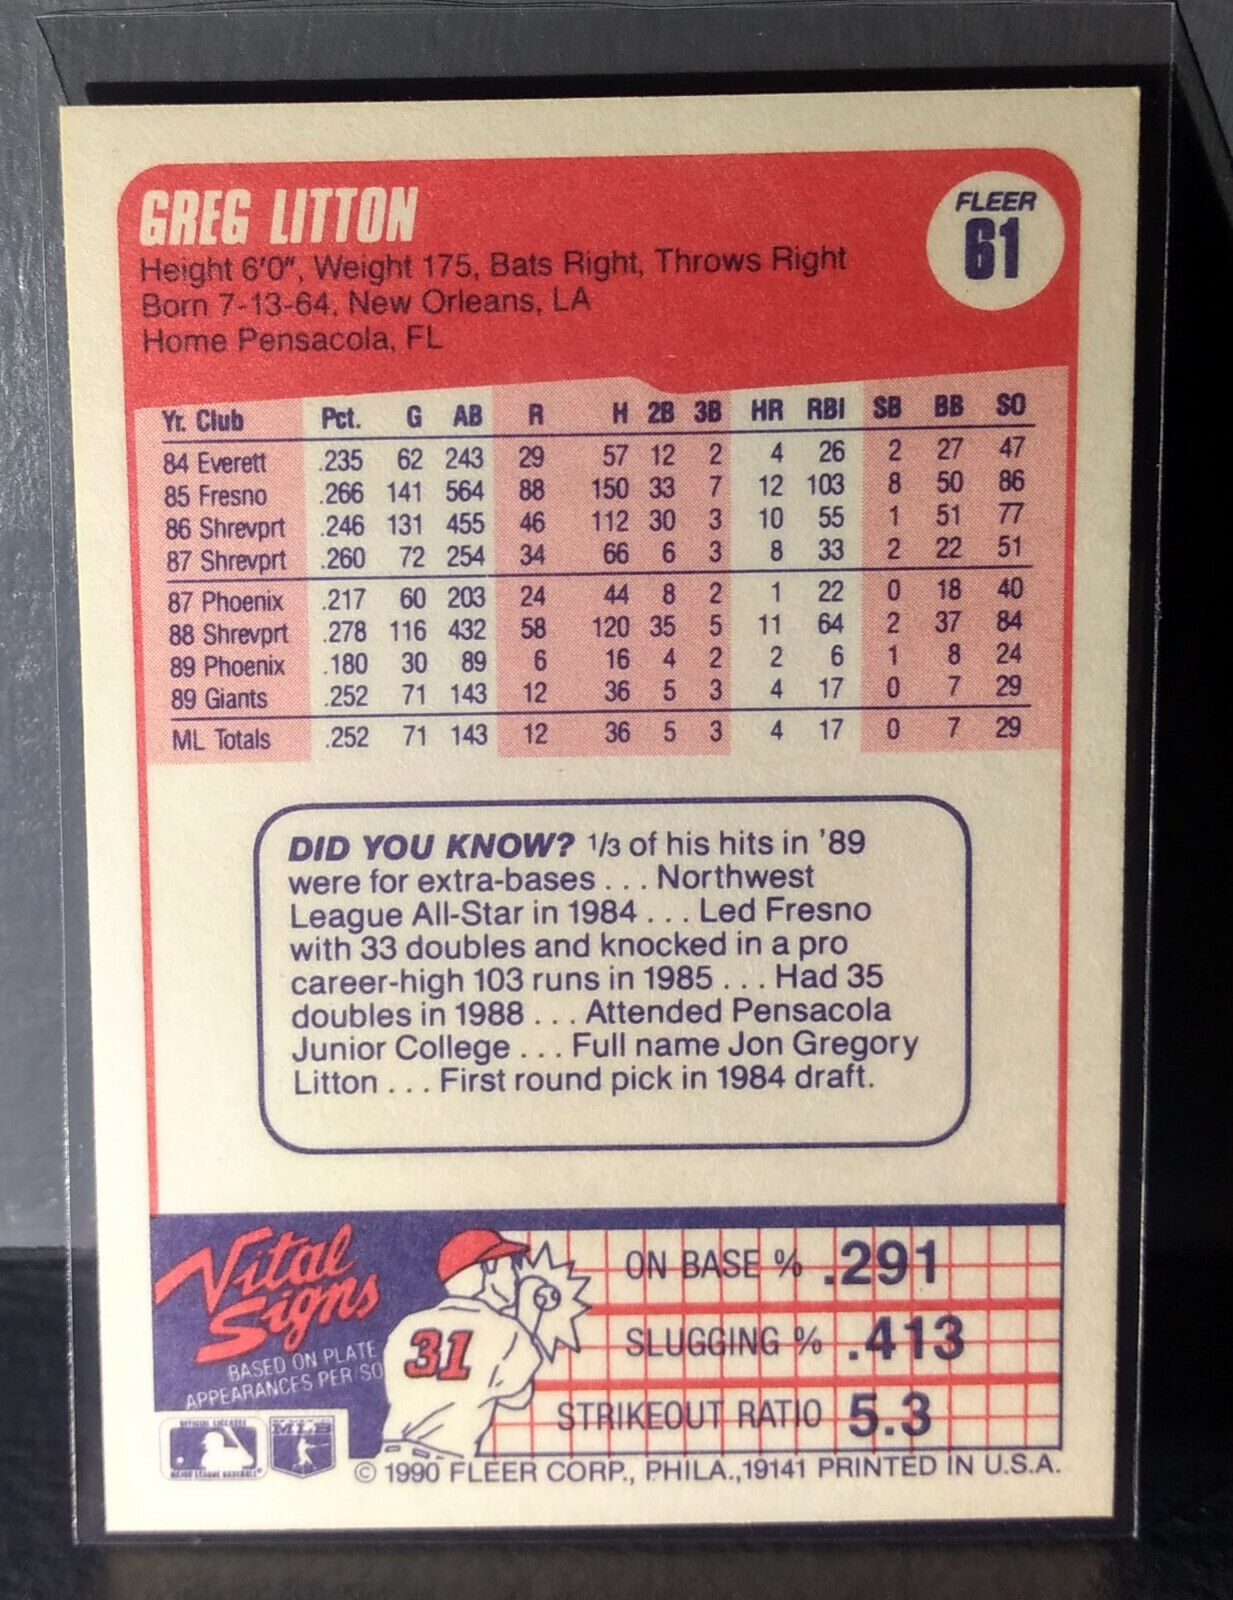 GREG LITTON
FLEER
61
Height 6'0", Weight 175, Bats Right, Throws Right
Born 7-13-64, New Orleans, LA
Home Pensacola, FL
Yr. Club Pct. G AB R H 2B 3B HR RBI SB BB SO
84 Everett .235 62 243 29 57 12 2 4 26 2 27 47
85 Fresno .266 141 564 88 150 33 7 12 103 8 50 86
86 Shrevprt .246 131 455 46 112 30 3 10 55 1 51 77
87 Shrevprt .260 72 254 34 66 6 3 8 33 2 22 51
87 Phoenix .217 60 203 24 44 8 2 1 22 0 18 40
88 Shrevprt .278 116 432 58 120 35 5 11 64 2 37 84
89 Phoenix .180 30 89 6 16 4 2 2 6 1 8 24
89 Giants .252 71 143 12 36 5 3 4 17 0 7 29
ML Totals .252 71 143 12 36 5 3 4 17 0 7 29
DID YOU KNOW? 1/3 of his hits in '89
were for extra-bases . . . Northwest
League All-Star in 1984 . . . Led Fresno
with 33 doubles and knocked in a pro
career-high 103 runs in 1985 . . . Had 35
doubles in 1988 . . . Attended Pensacola
Junior College . . . Full name Jon Gregory
Litton . . . First round pick in 1984 draft.
Vital
Signs
BASED ON PLATE
APPEARANCES PER SO
31
ON BASE % .291
SLUGGING % .413
STRIKEOUT RATIO 5.3
OFFICIAL LICENSEE
MAJOR LEAGUE BASEBALL
© 1990 FLEER CORP., PHILA.,19141 PRINTED IN U.S.A.